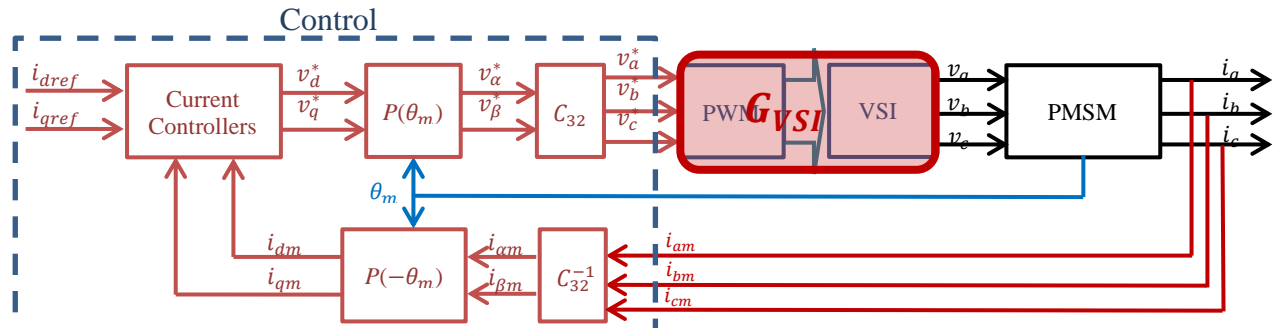 Control
i_dref
i_qref
Current
Controllers
v_d^*
v_q^*
P(θ_m)
v_α^*
v_β^*
C_32
v_a^*
v_b^*
v_c^*
PWM
G_VSI
VSI
v_a
v_b
v_c
PMSM
i_a
i_b
i_c
θ_m
i_dm
i_qm
P(-θ_m)
i_αm
i_βm
C_32^-1
i_am
i_bm
i_cm